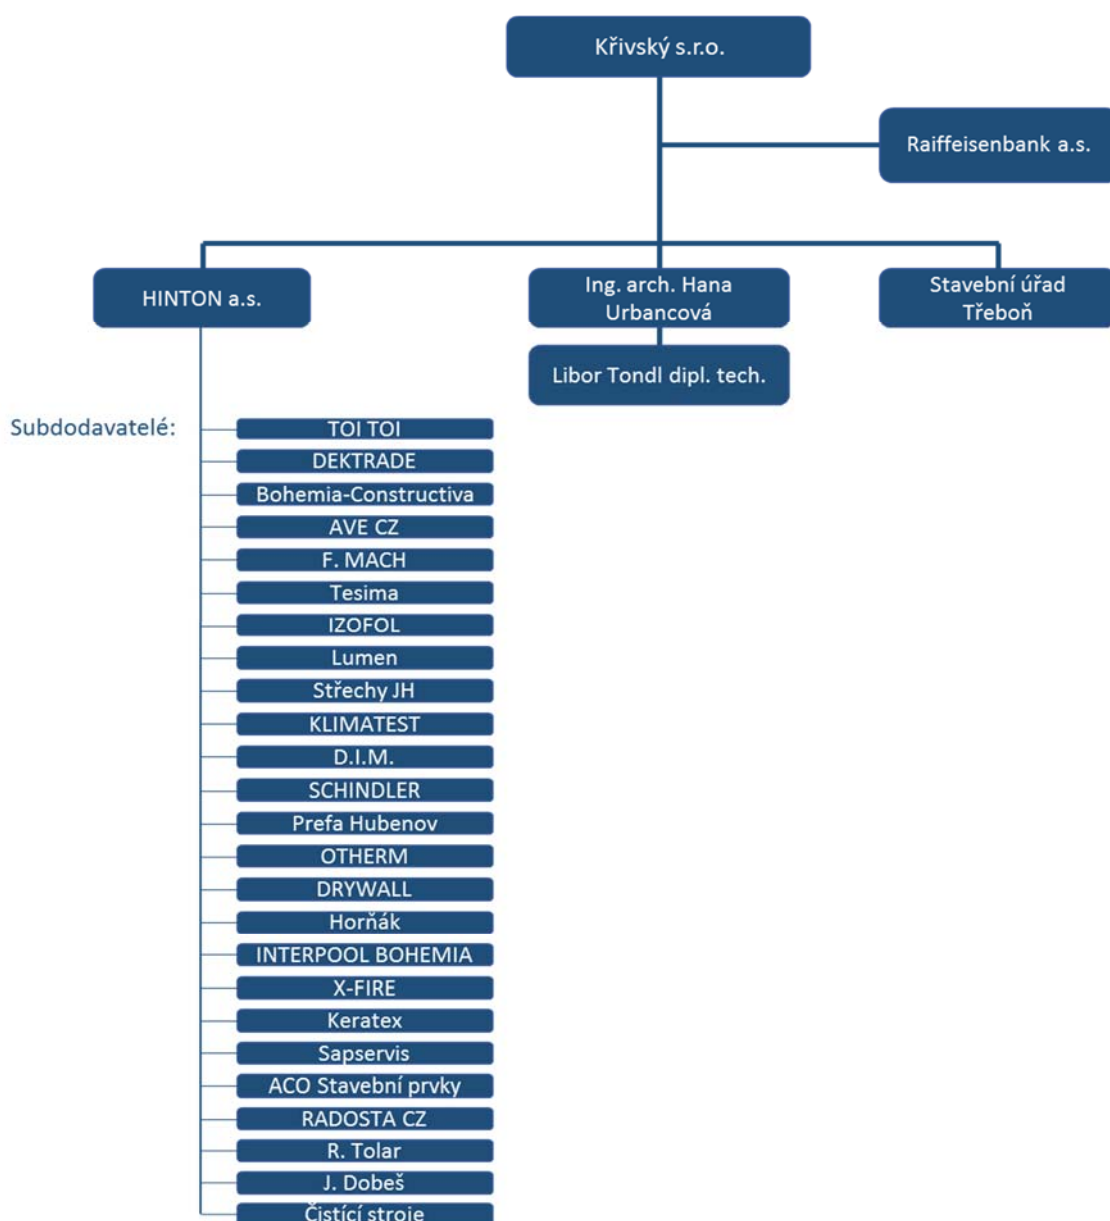 Křivský s.r.o.
Raiffeisenbank a.s.
HINTON a.s.
Ing. arch. Hana
Urbancová
Stavební úřad
Třeboň
Libor Tondl dipl. tech.
Subdodavatelé:
TOI TOI
DEKTRADE
Bohemia-Constructiva
AVE CZ
F. MACH
Tesima
IZOFOL
Lumen
Střechy JH
KLIMATEST
D.I.M.
SCHINDLER
Prefa Hubenov
OTHERM
DRYWALL
Horňák
INTERPOOL BOHEMIA
X-FIRE
Keratex
Sapservis
ACO Stavební prvky
RADOSTA CZ
R. Tolar
J. Dobeš
Čistící stroje